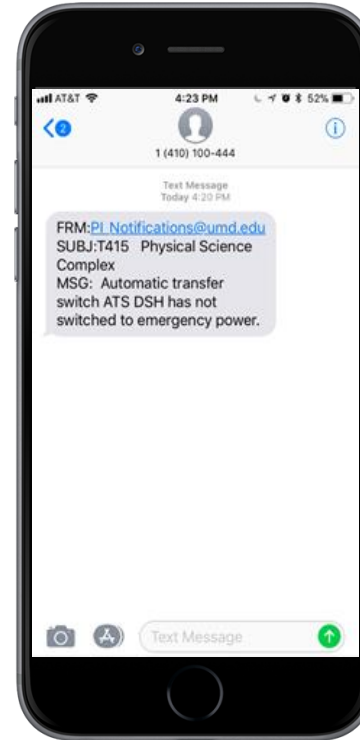 AT&T 4:23 PM 52%
2
1 (410) 100-444
Text Message
Today 4:20 PM
FRM:PI_Notifications@umd.edu
SUBJ:T415 Physical Science
Complex
MSG: Automatic transfer
switch ATS DSH has not
switched to emergency power.
Text Message